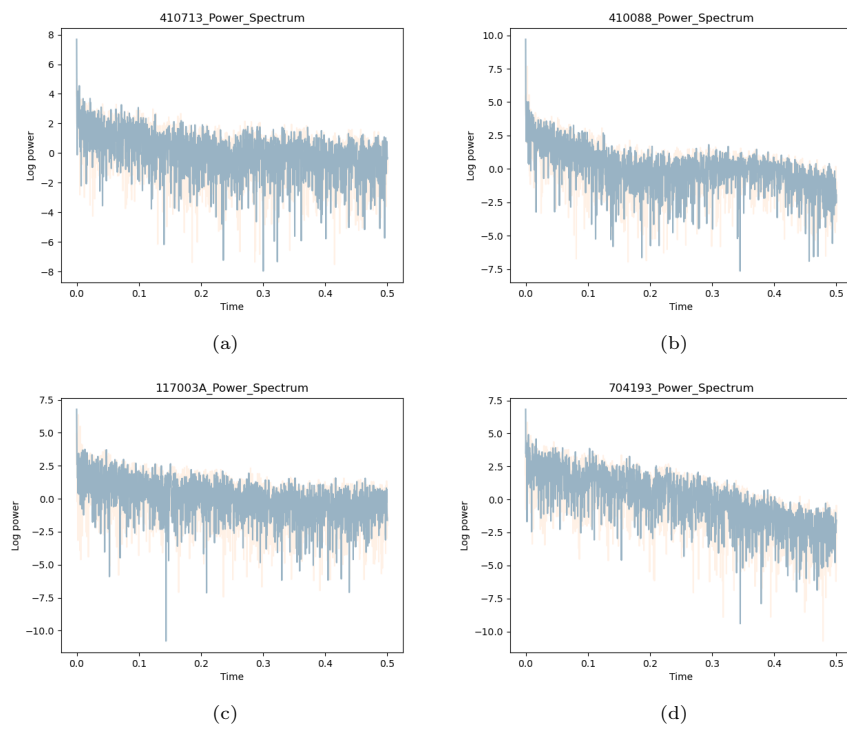 410713_Power_Spectrum
8
6
4
2
0
−2
−4
−6
−8
Log power
0.0 0.1 0.2 0.3 0.4 0.5
Time
(a)
410088_Power_Spectrum
10.0
7.5
5.0
2.5
0.0
−2.5
−5.0
−7.5
Log power
0.0 0.1 0.2 0.3 0.4 0.5
Time
(b)
117003A_Power_Spectrum
7.5
5.0
2.5
0.0
−2.5
−5.0
−7.5
−10.0
Log power
0.0 0.1 0.2 0.3 0.4 0.5
Time
(c)
704193_Power_Spectrum
7.5
5.0
2.5
0.0
−2.5
−5.0
−7.5
−10.0
Log power
0.0 0.1 0.2 0.3 0.4 0.5
Time
(d)